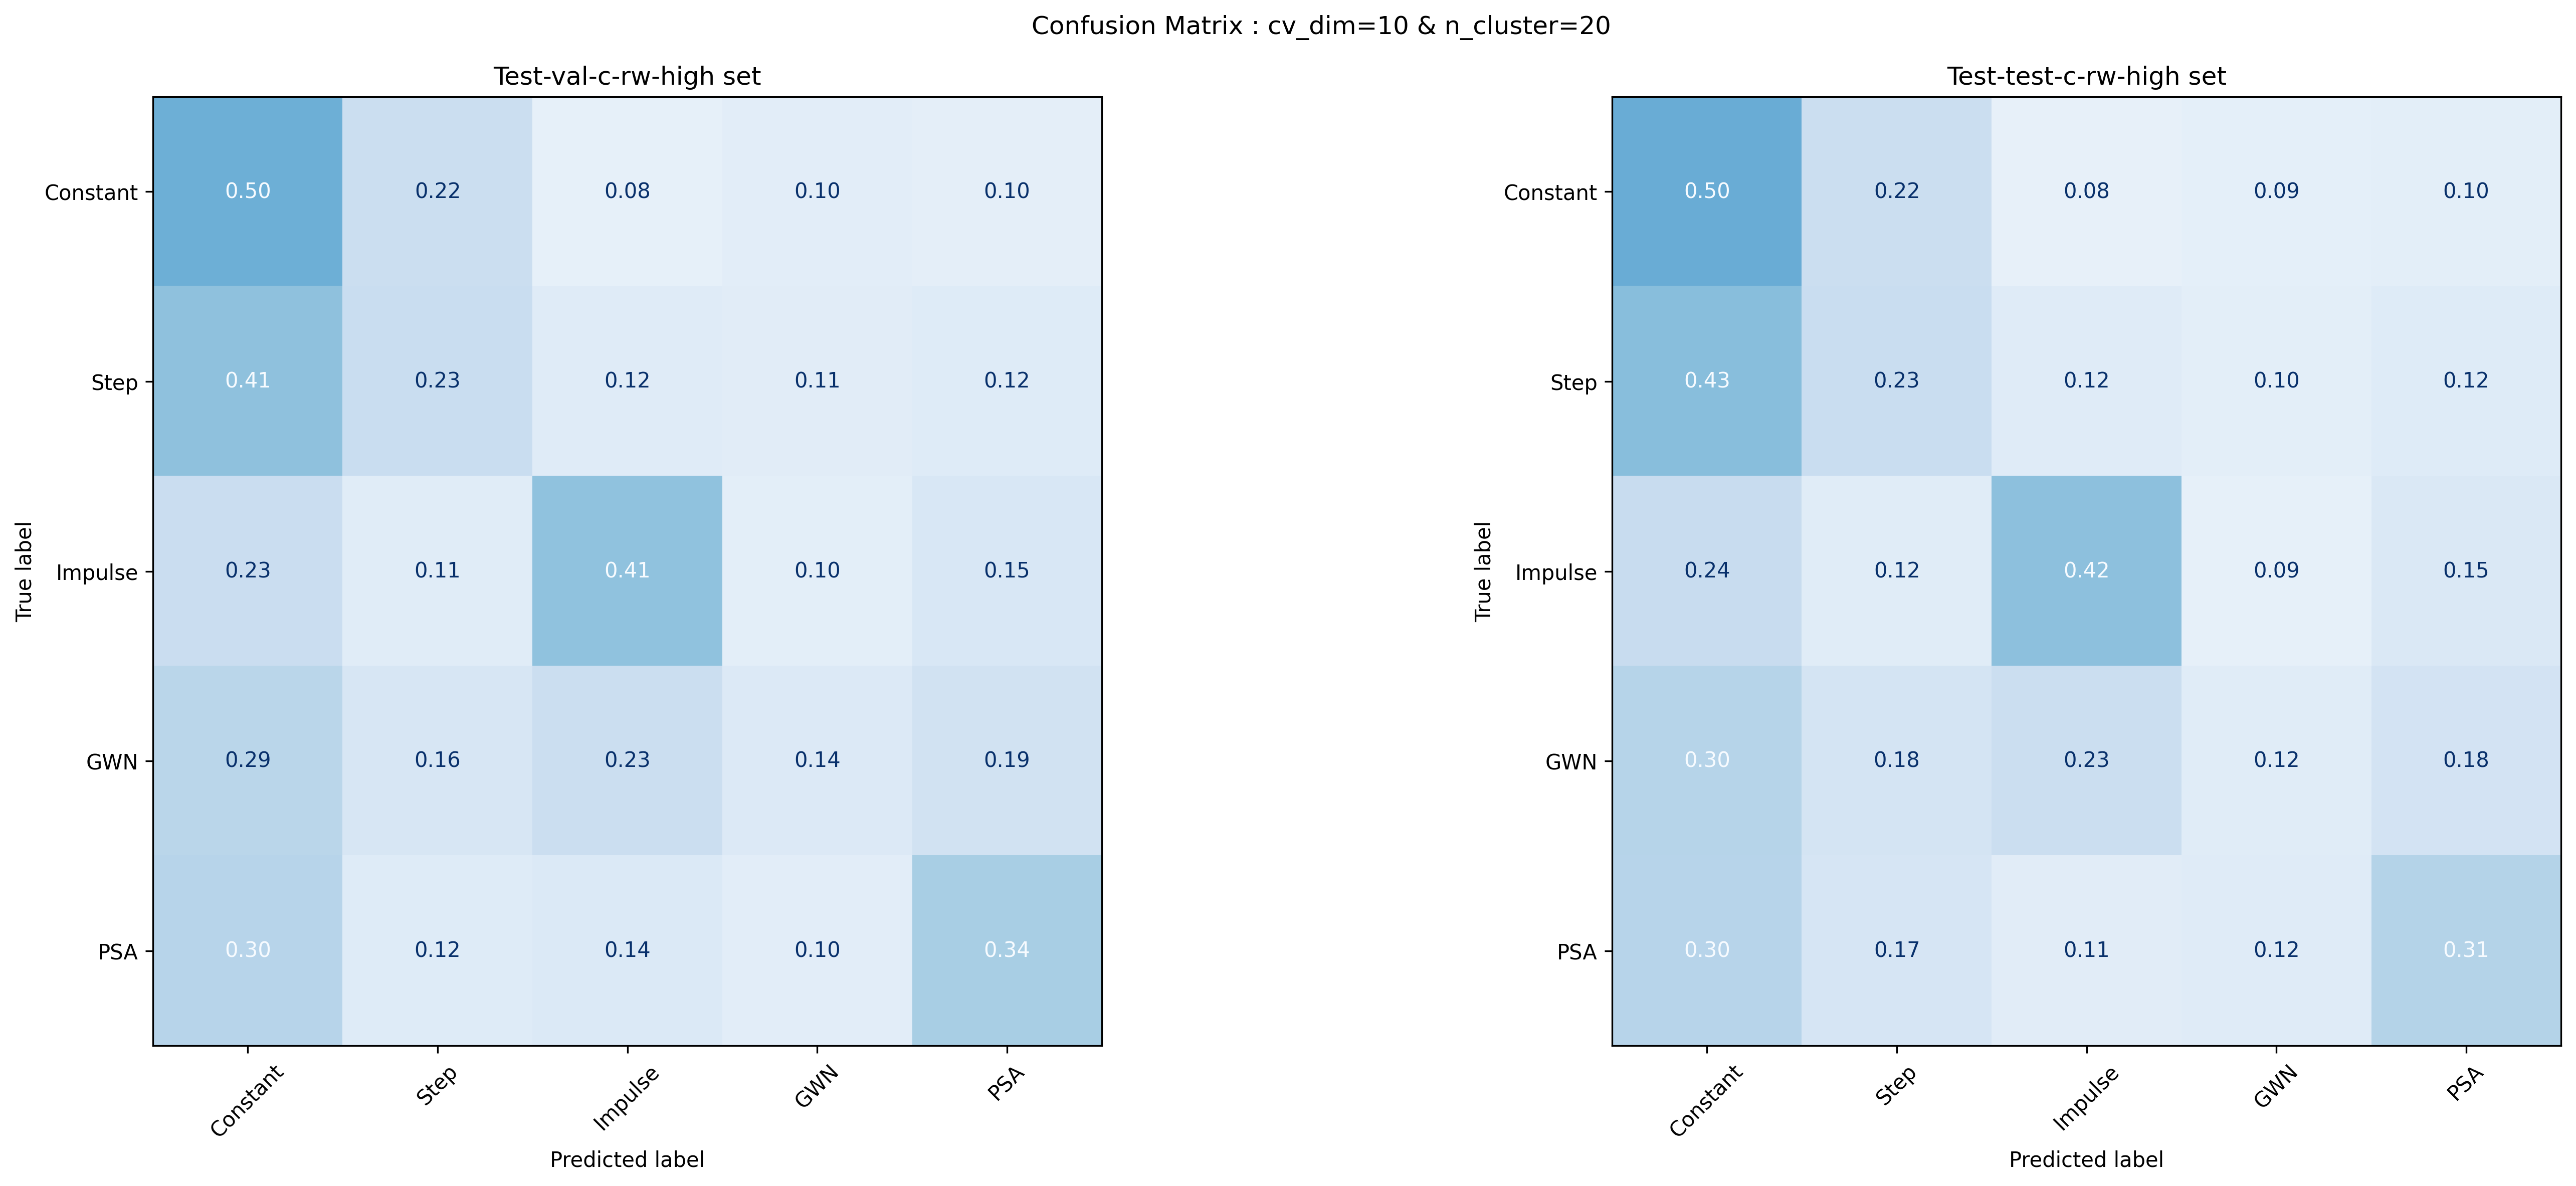 Confusion Matrix : cv_dim=10 & n_cluster=20
Test-val-c-rw-high set
True label
Constant 0.50 0.22 0.08 0.10 0.10
Step 0.41 0.23 0.12 0.11 0.12
Impulse 0.23 0.11 0.41 0.10 0.15
GWN 0.29 0.16 0.23 0.14 0.19
PSA 0.30 0.12 0.14 0.10 0.34
Constant Step Impulse GWN PSA
Predicted label
Test-test-c-rw-high set
True label
Constant 0.50 0.22 0.08 0.09 0.10
Step 0.43 0.23 0.12 0.10 0.12
Impulse 0.24 0.12 0.42 0.09 0.15
GWN 0.30 0.18 0.23 0.12 0.18
PSA 0.30 0.17 0.11 0.12 0.31
Constant Step Impulse GWN PSA
Predicted label